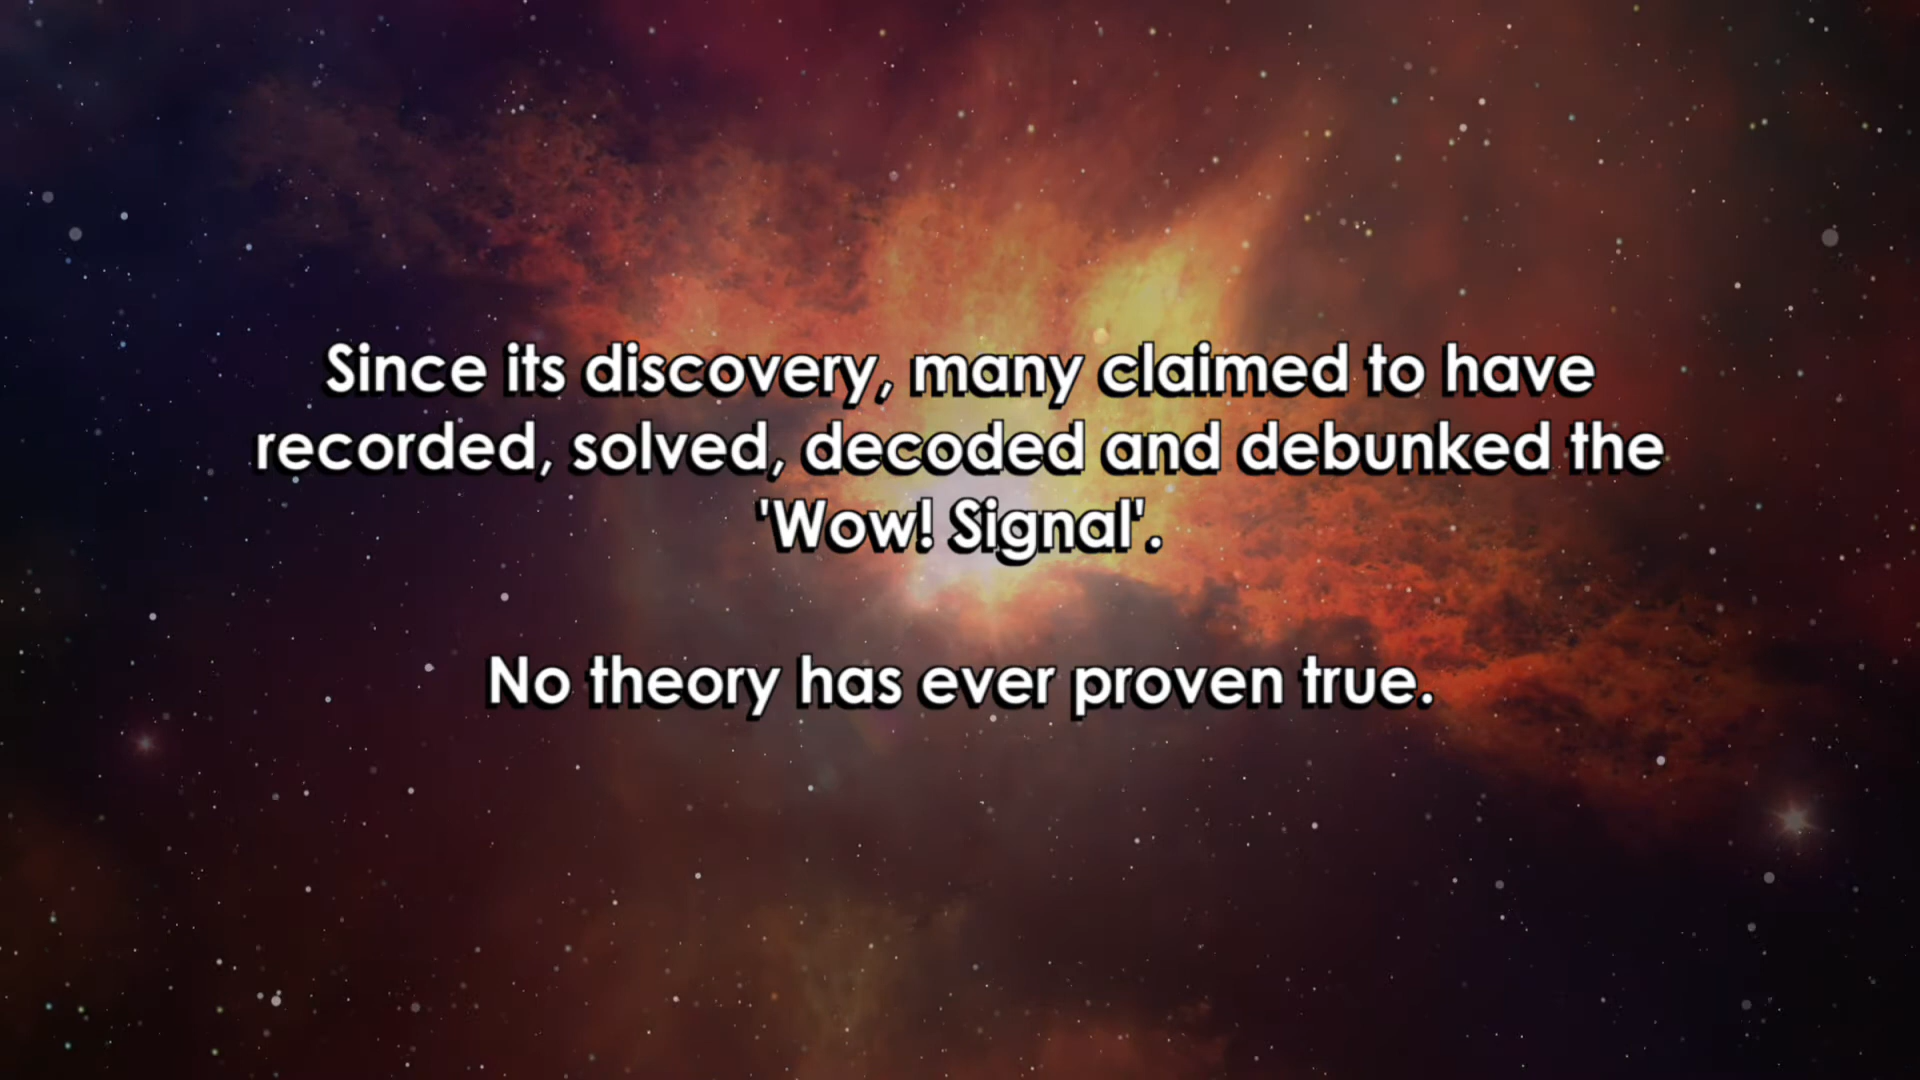 Since its discovery, many claimed to have
recorded, solved, decoded and debunked the
'Wow! Signal'.
No theory has ever proven true.